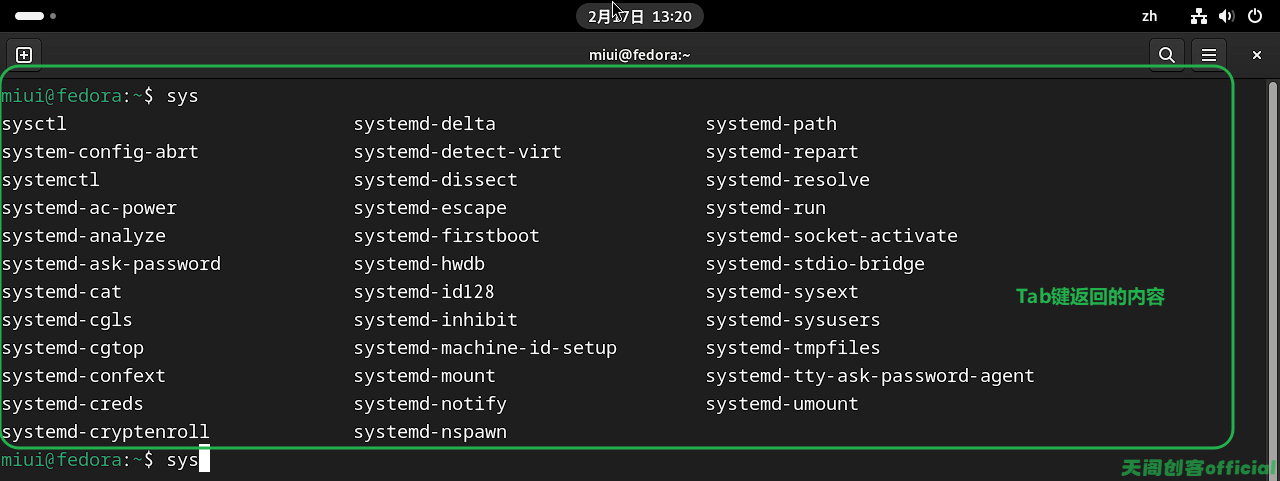 2月17日 13:20
zh
miui@fedora:~
miui@fedora:~$ sys
sysctl systemd-delta systemd-path
system-config-abrt systemd-detect-virt systemd-repart
systemctl systemd-dissect systemd-resolve
systemd-ac-power systemd-escape systemd-run
systemd-analyze systemd-firstboot systemd-socket-activate
systemd-ask-password systemd-hwdb systemd-stdio-bridge
systemd-cat systemd-id128 systemd-sysext
Tab键返回的内容
systemd-cgls systemd-inhibit systemd-sysusers
systemd-cgtop systemd-machine-id-setup systemd-tmpfiles
systemd-confext systemd-mount systemd-tty-ask-password-agent
systemd-creds systemd-notify systemd-umount
systemd-cryptenroll systemd-nspawn
miui@fedora:~$ sys
天阁创客official